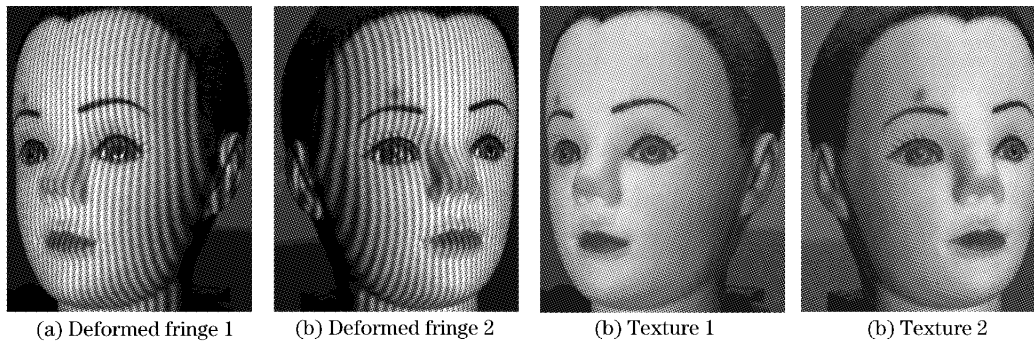 (a) Deformed fringe 1
(b) Deformed fringe 2
(b) Texture 1
(b) Texture 2